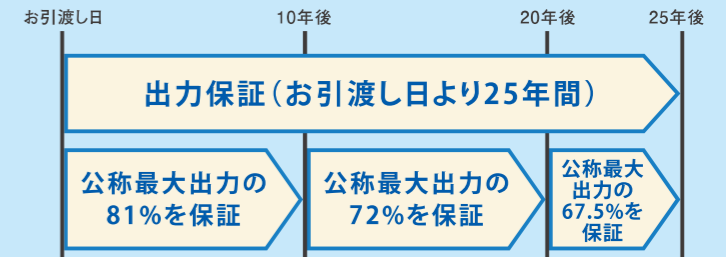 お引渡し日 10年後 20年後 25年後
出力保証（お引渡し日より25年間）
公称最大出力の
81%を保証
公称最大出力の
72%を保証
公称最大
出力の
67.5%を
保証